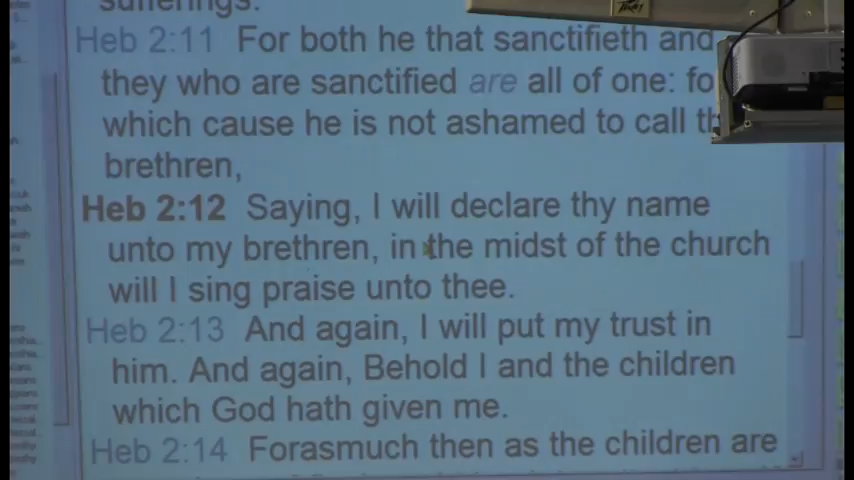 sufferings.
Heb 2:11 For both he that sanctifieth and
they who are sanctified are all of one: fo
which cause he is not ashamed to call th
brethren,
Heb 2:12 Saying, I will declare thy name
unto my brethren, in the midst of the church
will I sing praise unto thee.
Heb 2:13 And again, I will put my trust in
him. And again, Behold I and the children
which God hath given me.
Heb 2:14 Forasmuch then as the children are